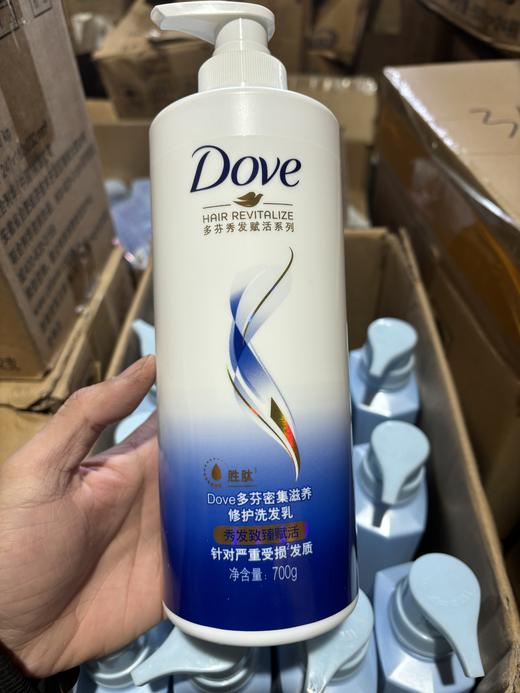 Dove
HAIR REVITALIZE
多芬秀发赋活系列
胜肽
Dove多芬密集滋养
修护洗发乳
秀发致臻赋活
针对严重受损发质
净含量：700g